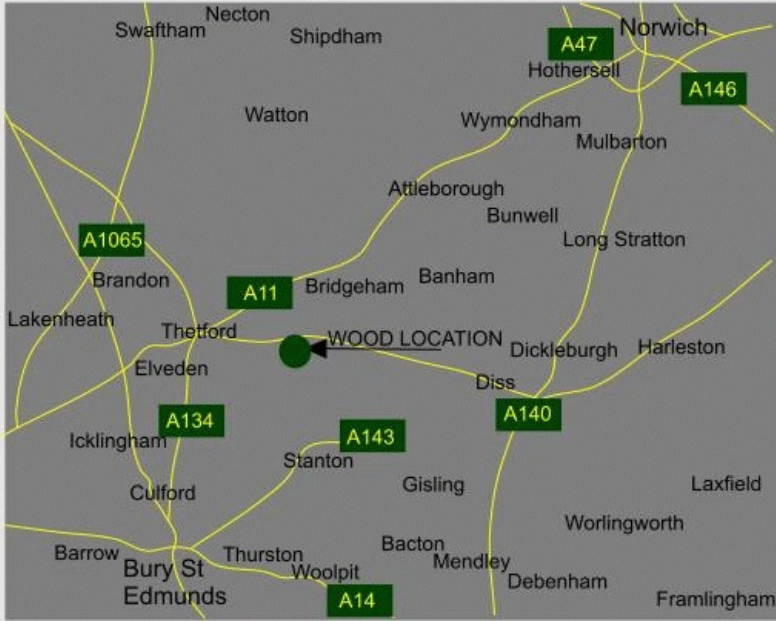 Necton
Swaftham
Shipdham
Norwich
A47
Hothersell
A146
Watton
Wymondham
Mulbarton
Attleborough
Bunwell
A1065
Long Stratton
Brandon
A11
Bridgeham
Banham
Lakenheath
Thetford
WOOD LOCATION
Dickleburgh
Harleston
Elveden
Diss
A134
A140
Icklingham
A143
Stanton
Culford
Gisling
Laxfield
Worlingworth
Barrow
Thurston
Bacton
Mendley
Bury St
Edmunds
Woolpit
Debenham
A14
Framlingham